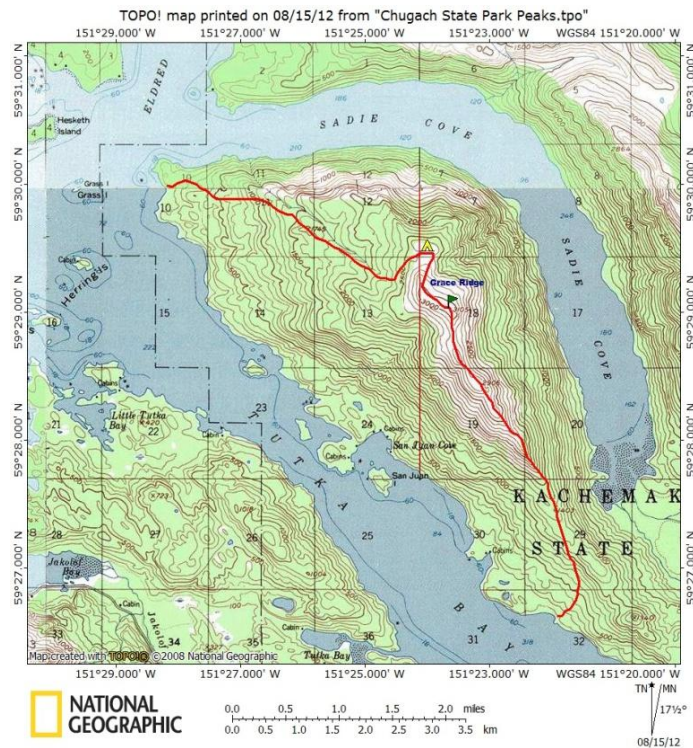 TOPO! map printed on 08/15/12 from "Chugach State Park Peaks.tpo"
151°29.000' W 151°27.000' W 151°25.000' W 151°23.000' W WGS84 151°20.000' W
59°31.000' N
59°30.000' N
59°29.000' N
59°28.000' N
59°27.000' N
ELDRED
Hesketh
Island
SADIE COVE
Grass I
Grass I
Cabin
Herring Is
SADIE COVE
Grace Ridge
Cabins
Little Tutka
Bay
Cabins
TUTKA BAY
San Juan Cove
Cabins
San Juan
I
KACHEMAK
STATE
Cabins
Jakolof
Bay
Cabin
Jakolof
Cabin
Tutka Bay
Map created with TOPO!® ©2008 National Geographic
151°29.000' W 151°27.000' W 151°25.000' W 151°23.000' W WGS84 151°20.000' W
NATIONAL
GEOGRAPHIC
0.0 0.5 1.0 1.5 2.0 miles
0.0 0.5 1.0 1.5 2.0 2.5 3.0 3.5 km
TN MN
17½°
08/15/12